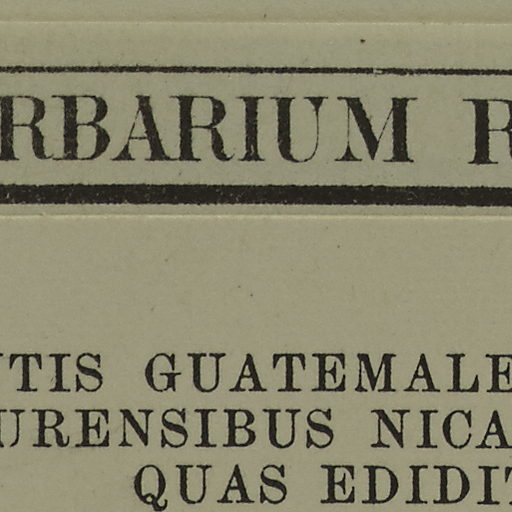 RBARIUM R
TIS GUATEMALE
URENSIBUS NICA
QUAS EDIDIT